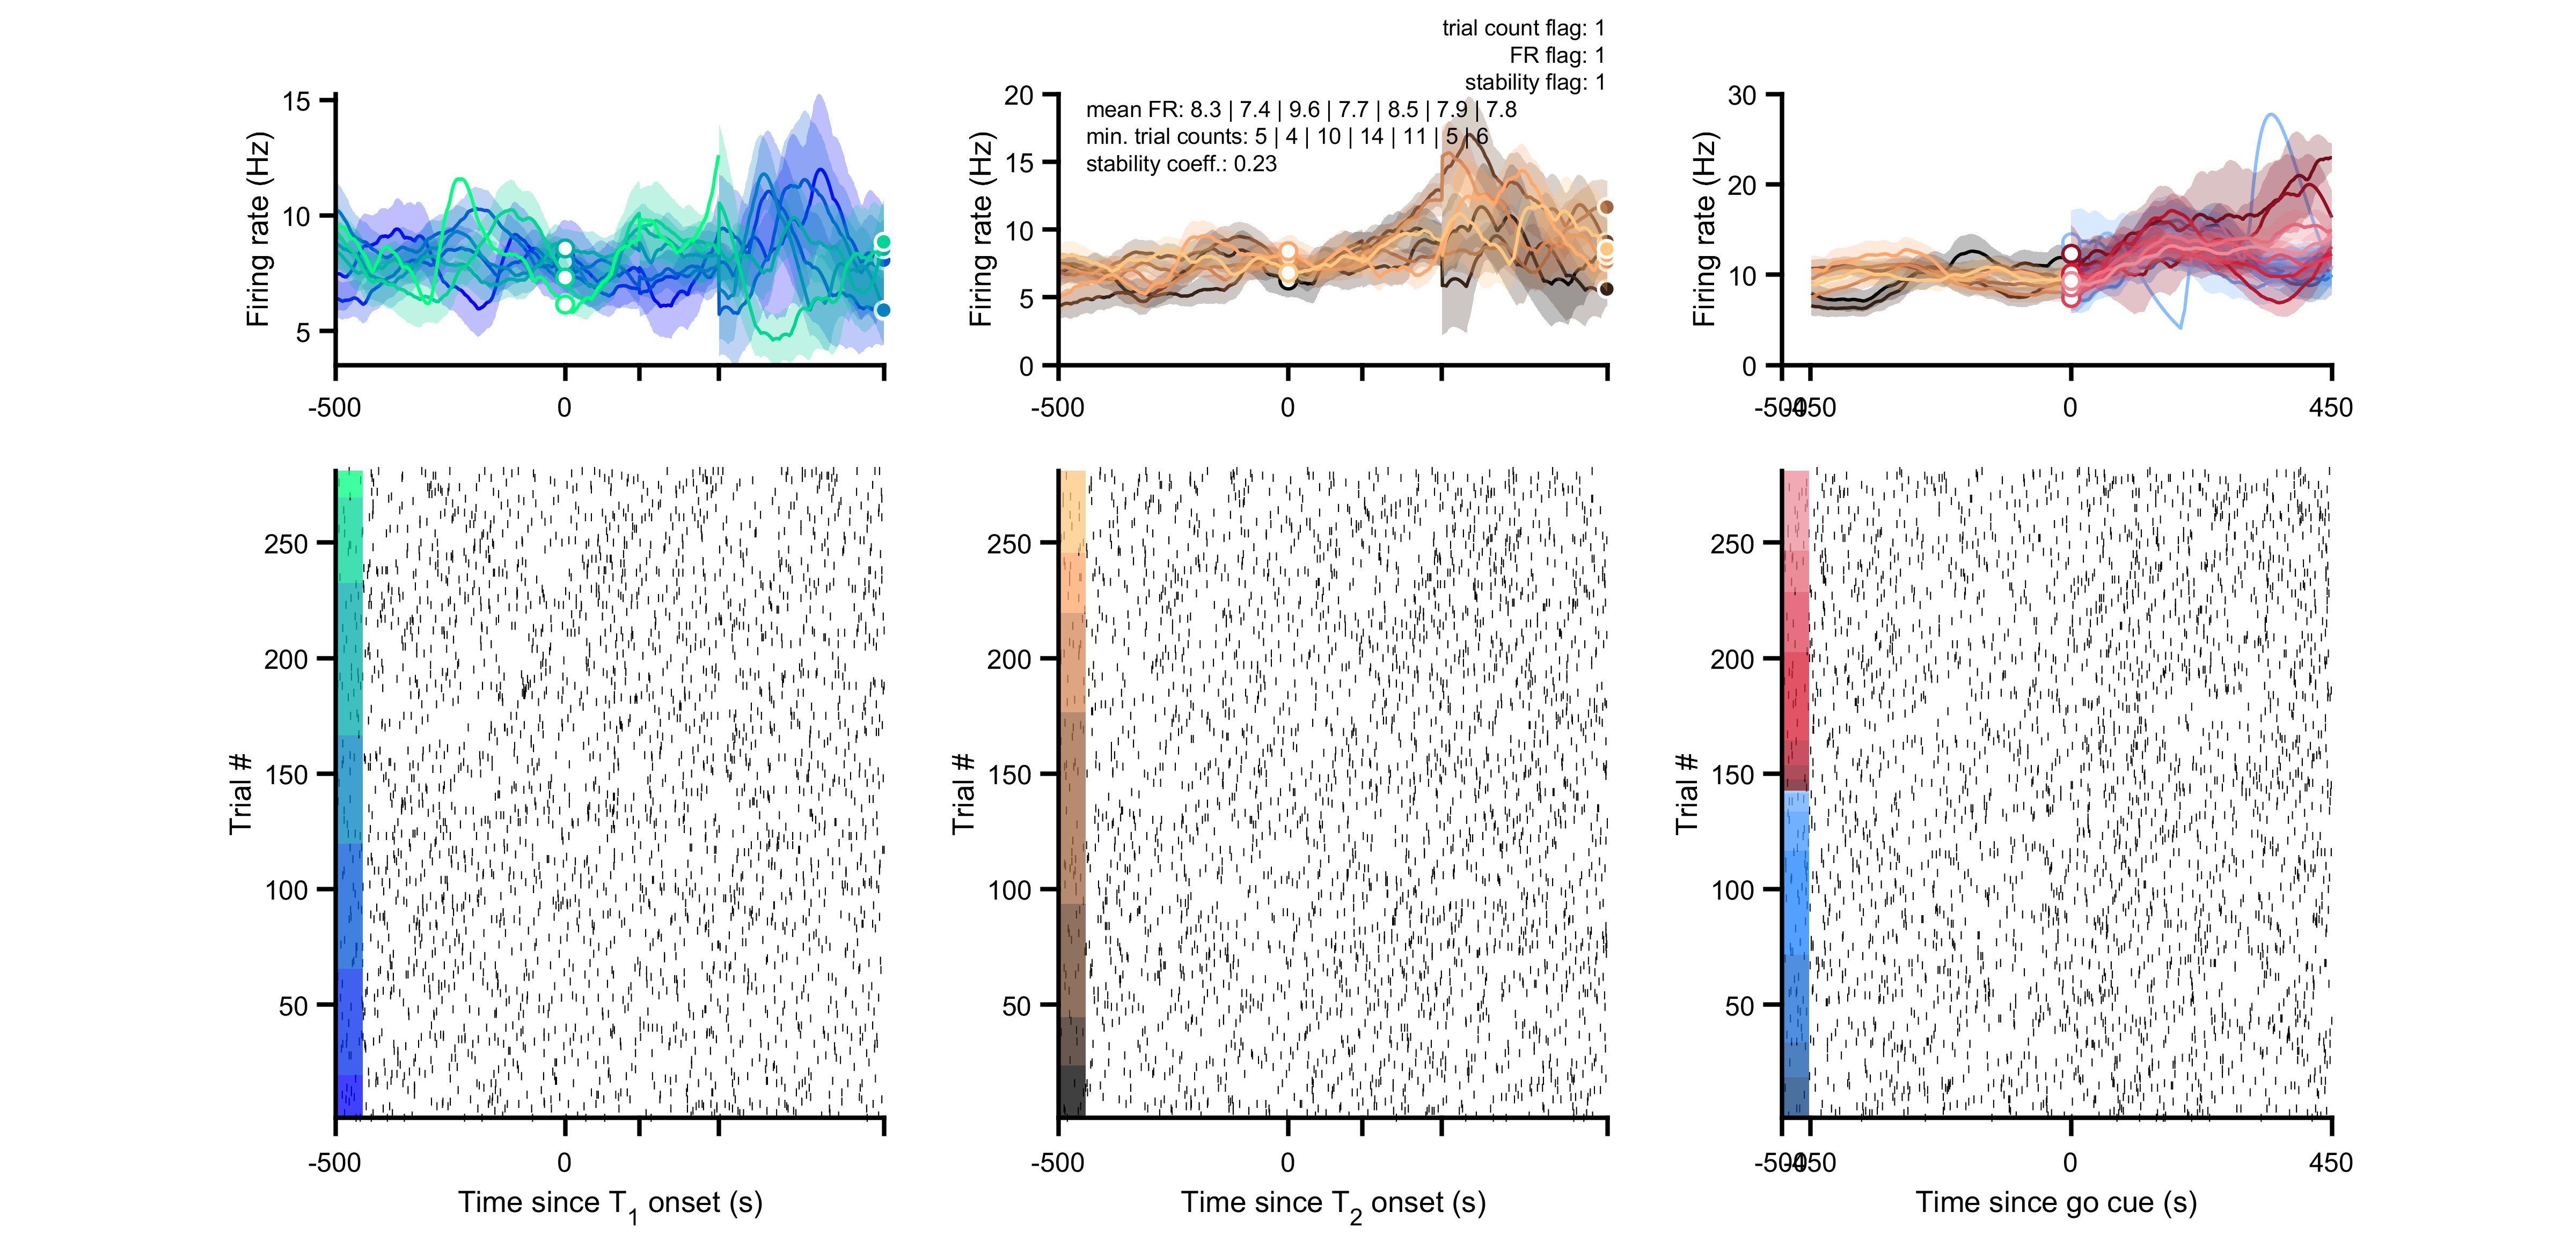 trial count flag: 1
FR flag: 1
stability flag: 1
mean FR: 8.3 | 7.4 | 9.6 | 7.7 | 8.5 | 7.9 | 7.8
min. trial counts: 5 | 4 | 10 | 14 | 11 | 5 | 6
stability coeff.: 0.23
Firing rate (Hz)
15
10
5
-500
0
Firing rate (Hz)
20
15
10
5
0
-500
0
Firing rate (Hz)
30
20
10
0
-500
-450
0
450
Trial #
250
200
150
100
50
-500
0
Time since T1 onset (s)
Trial #
250
200
150
100
50
-500
0
Time since T2 onset (s)
Trial #
250
200
150
100
50
-500
-450
0
450
Time since go cue (s)